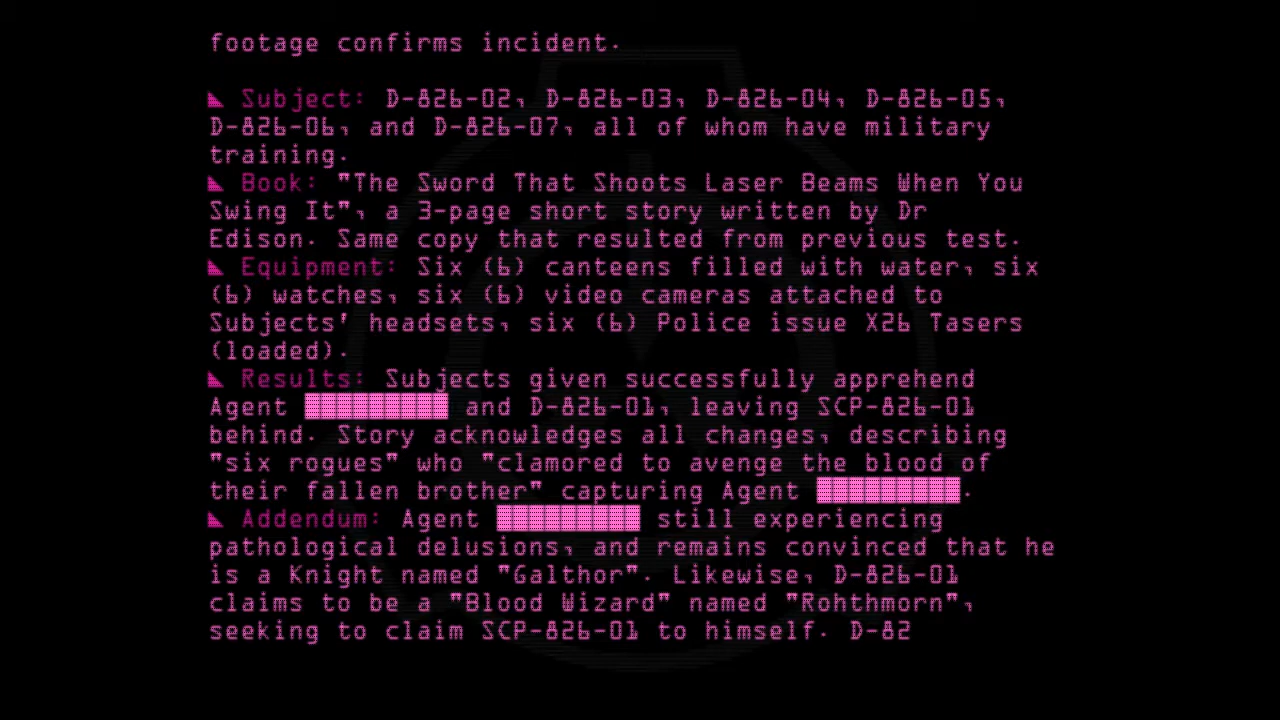 footage confirms incident.
◣ Subject: D-826-02, D-826-03, D-826-04, D-826-05,
D-826-06, and D-826-07, all of whom have military
training.
◣ Book: "The Sword That Shoots Laser Beams When You
Swing It", a 3-page short story written by Dr
Edison. Same copy that resulted from previous test.
◣ Equipment: Six (6) canteens filled with water, six
(6) watches, six (6) video cameras attached to
Subjects' headsets, six (6) Police issue X26 Tasers
(loaded).
◣ Results: Subjects given successfully apprehend
Agent █████████ and D-826-01, leaving SCP-826-01
behind. Story acknowledges all changes, describing
"six rogues" who "clamored to avenge the blood of
their fallen brother" capturing Agent █████████.
◣ Addendum: Agent █████████ still experiencing
pathological delusions, and remains convinced that he
is a Knight named "Galthor". Likewise, D-826-01
claims to be a "Blood Wizard" named "Rohthmorn",
seeking to claim SCP-826-01 to himself. D-82